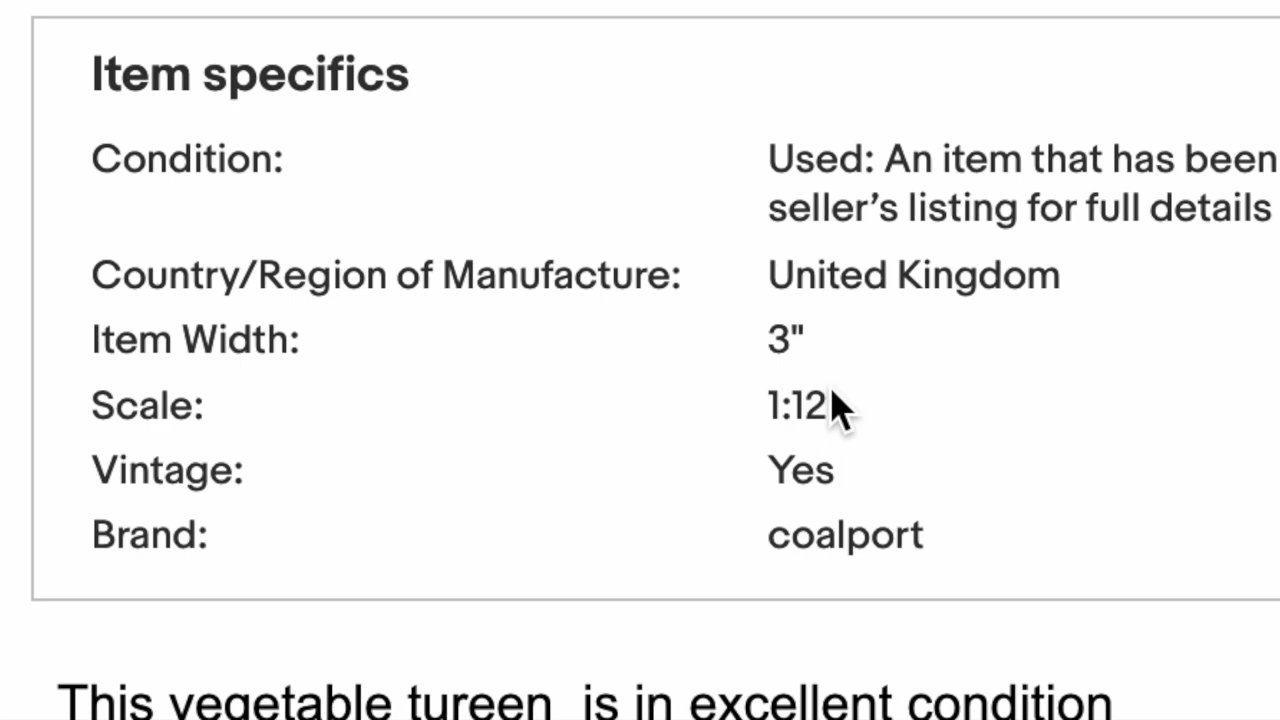 Item specifics
Condition: Used: An item that has been
seller’s listing for full details
Country/Region of Manufacture: United Kingdom
Item Width: 3"
Scale: 1:12
Vintage: Yes
Brand: coalport
This vegetable tureen is in excellent condition